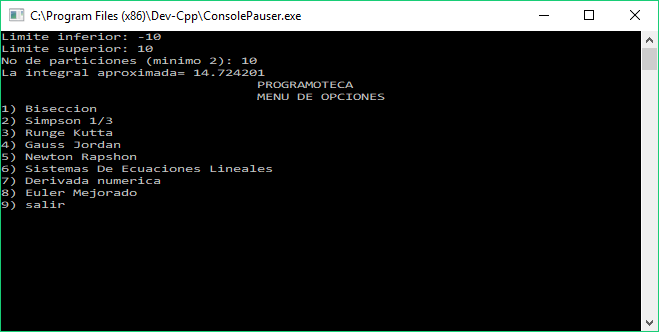 C:\Program Files (x86)\Dev-Cpp\ConsolePauser.exe
Limite inferior: -10
Limite superior: 10
No de particiones (minimo 2): 10
La integral aproximada= 14.724201
PROGRAMOTECA
MENU DE OPCIONES
1) Biseccion
2) Simpson 1/3
3) Runge Kutta
4) Gauss Jordan
5) Newton Rapshon
6) Sistemas De Ecuaciones Lineales
7) Derivada numerica
8) Euler Mejorado
9) salir